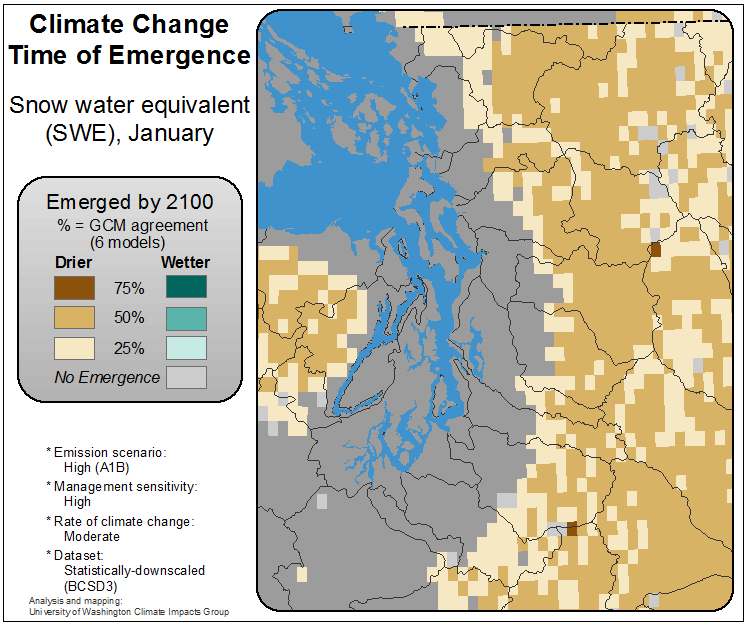 Climate Change
Time of Emergence
Snow water equivalent
(SWE), January
Emerged by 2100
% = GCM agreement
(6 models)
Drier Wetter
75%
50%
25%
No Emergence
* Emission scenario:
High (A1B)
* Management sensitivity:
High
* Rate of climate change:
Moderate
* Dataset:
Statistically-downscaled
(BCSD3)
Analysis and mapping:
University of Washington Climate Impacts Group